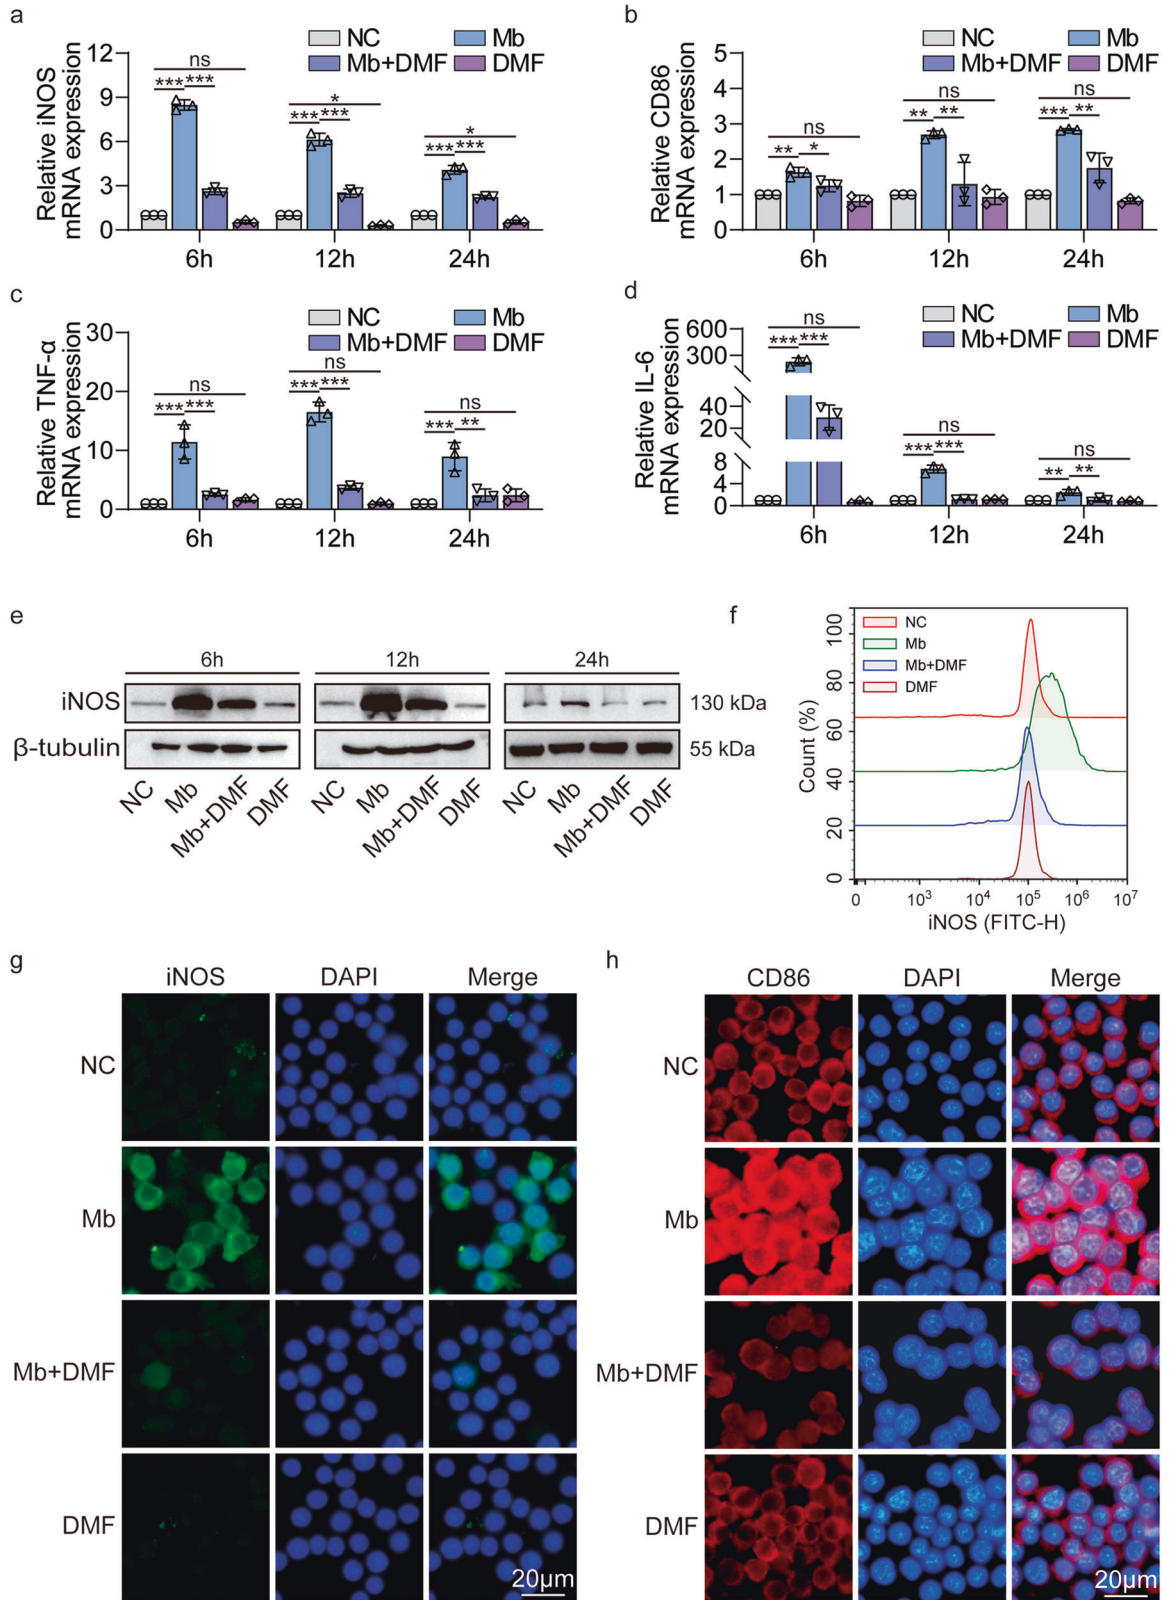 a
NC
Mb
Mb+DMF
DMF
Relative iNOS
mRNA expression
12
9
6
3
0
ns
*** ***
*
*** ***
*
*** ***
6h
12h
24h
b
NC
Mb
Mb+DMF
DMF
Relative CD86
mRNA expression
5
4
3
2
1
0
ns
** *
ns
** **
ns
*** **
6h
12h
24h
c
NC
Mb
Mb+DMF
DMF
Relative TNF-α
mRNA expression
30
20
10
0
ns
*** ***
ns
*** ***
ns
*** **
6h
12h
24h
d
NC
Mb
Mb+DMF
DMF
Relative IL-6
mRNA expression
600
300
40
20
8
4
0
ns
*** ***
ns
*** ***
ns
** **
6h
12h
24h
e
6h
12h
24h
iNOS
130 kDa
β-tubulin
55 kDa
NC
Mb
Mb+DMF
DMF
NC
Mb
Mb+DMF
DMF
NC
Mb
Mb+DMF
DMF
f
NC
Mb
Mb+DMF
DMF
Count (%)
100
80
60
40
20
0
0 10³ 10⁴ 10⁵ 10⁶ 10⁷
iNOS (FITC-H)
g
iNOS DAPI Merge
NC
Mb
Mb+DMF
DMF
20μm
h
CD86 DAPI Merge
NC
Mb
Mb+DMF
DMF
20μm